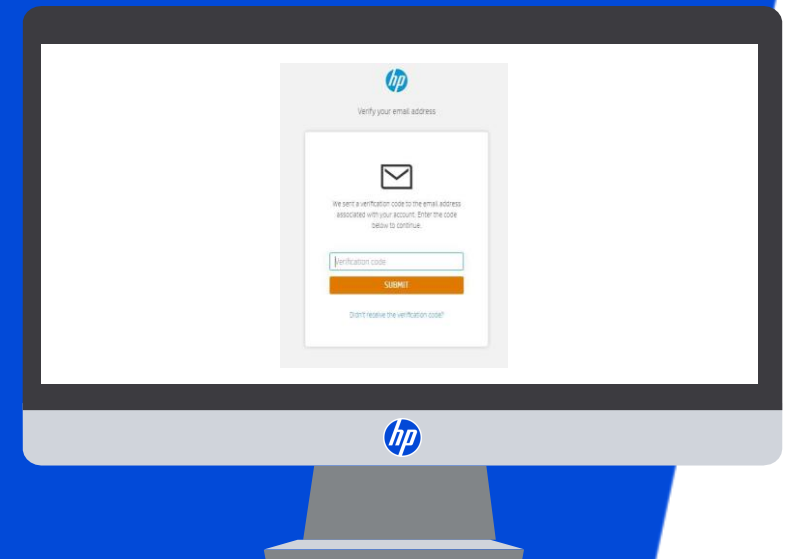 hp
Verify your email address
We sent a verification code to the email address
associated with your account. Enter the code
below to continue.
Verification code
SUBMIT
Didn't receive the verification code?
hp